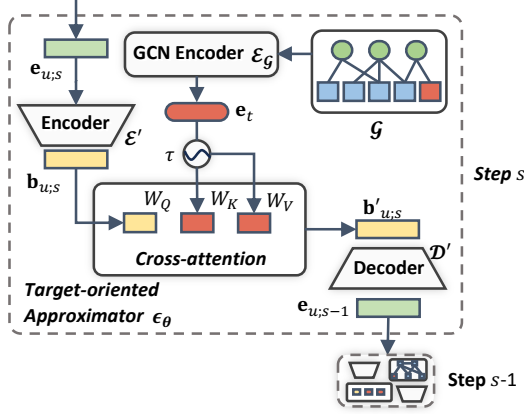 e_{u;s}
GCN Encoder ℰ_𝒢
Encoder
ℰ′
e_t
𝒢
τ
b_{u;s}
W_Q W_K W_V
Step s
Cross-attention
b′_{u;s}
𝒟′
Decoder
Target-oriented
Approximator ϵ_θ
e_{u;s−1}
Step s-1